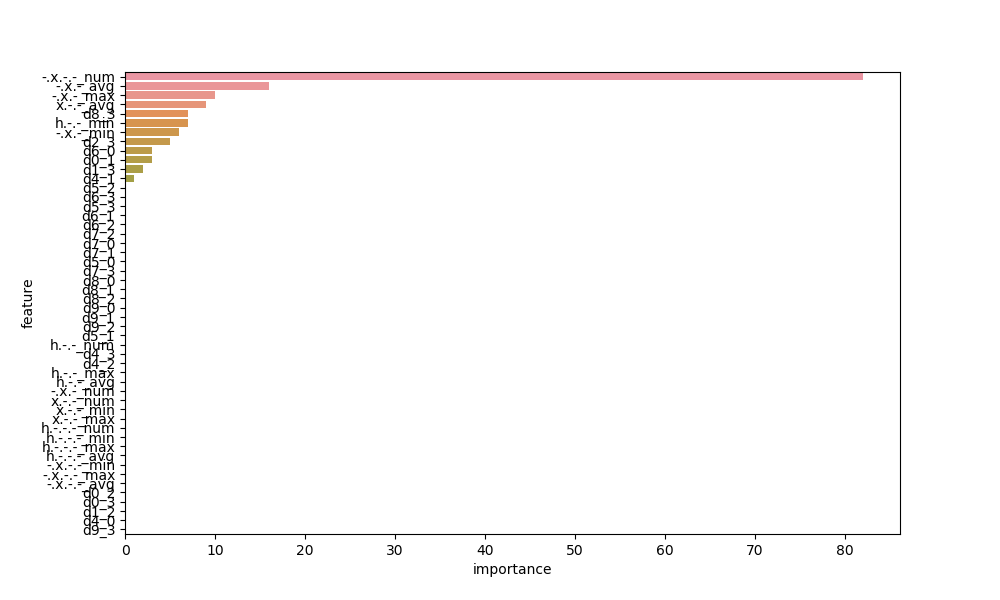 -.x.-.-_num
-.x.-_avg
-.x.-_max
x.-.-_avg
d8_3
h.-.-_min
-.x.-_min
d2_3
d6_0
d0_1
d1_3
d4_1
d5_2
d6_3
d5_3
d6_1
d6_2
d7_2
d7_0
d7_1
d5_0
d7_3
d8_0
d8_1
d8_2
d9_0
d9_1
d9_2
d5_1
h.-.-_num
d4_3
d4_2
h.-.-_max
h.-.-_avg
-.x.-_num
x.-.-_num
x.-.-_min
x.-.-_max
h.-.-.-_num
h.-.-.-_min
h.-.-.-_max
h.-.-.-_avg
-.x.-.-_min
-.x.-.-_max
-.x.-.-_avg
d0_2
d0_3
d1_2
d4_0
d9_3
feature
0 10 20 30 40 50 60 70 80
importance